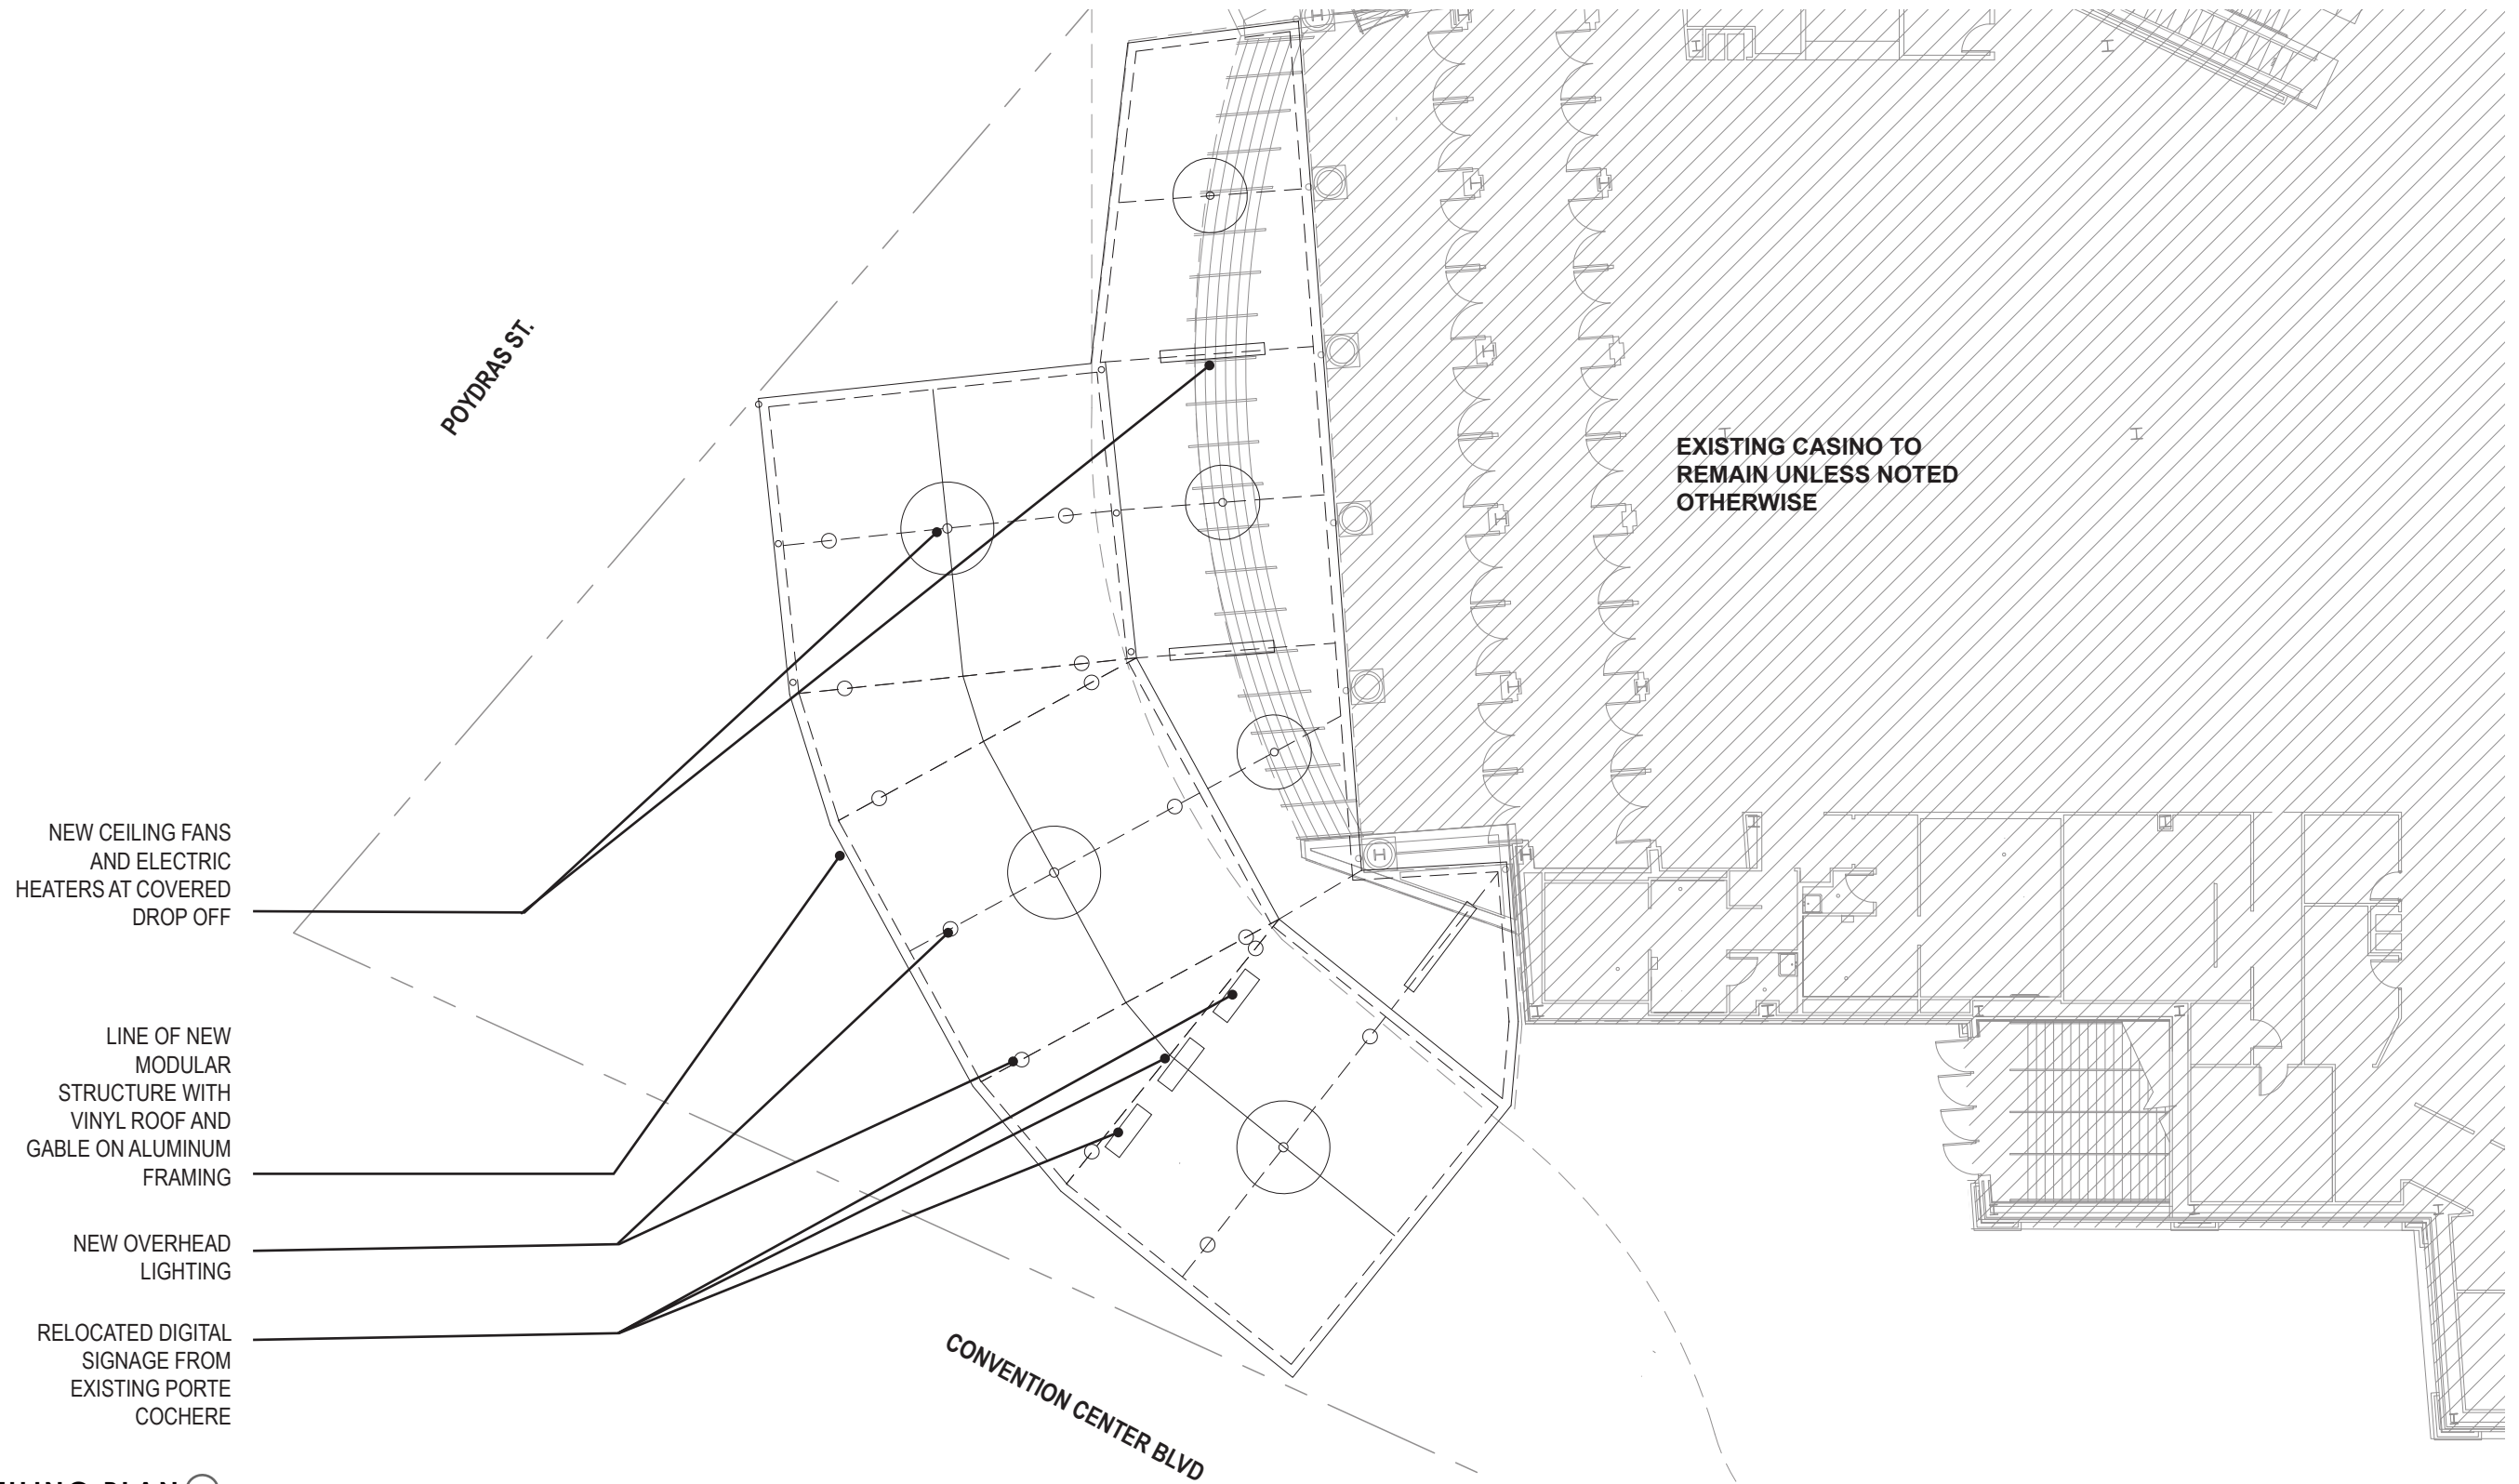 POYDRAS ST.
EXISTING CASINO TO
REMAIN UNLESS NOTED
OTHERWISE
NEW CEILING FANS
AND ELECTRIC
HEATERS AT COVERED
DROP OFF
LINE OF NEW
MODULAR
STRUCTURE WITH
VINYL ROOF AND
GABLE ON ALUMINUM
FRAMING
NEW OVERHEAD
LIGHTING
RELOCATED DIGITAL
SIGNAGE FROM
EXISTING PORTE
COCHERE
CONVENTION CENTER BLVD
PLAN